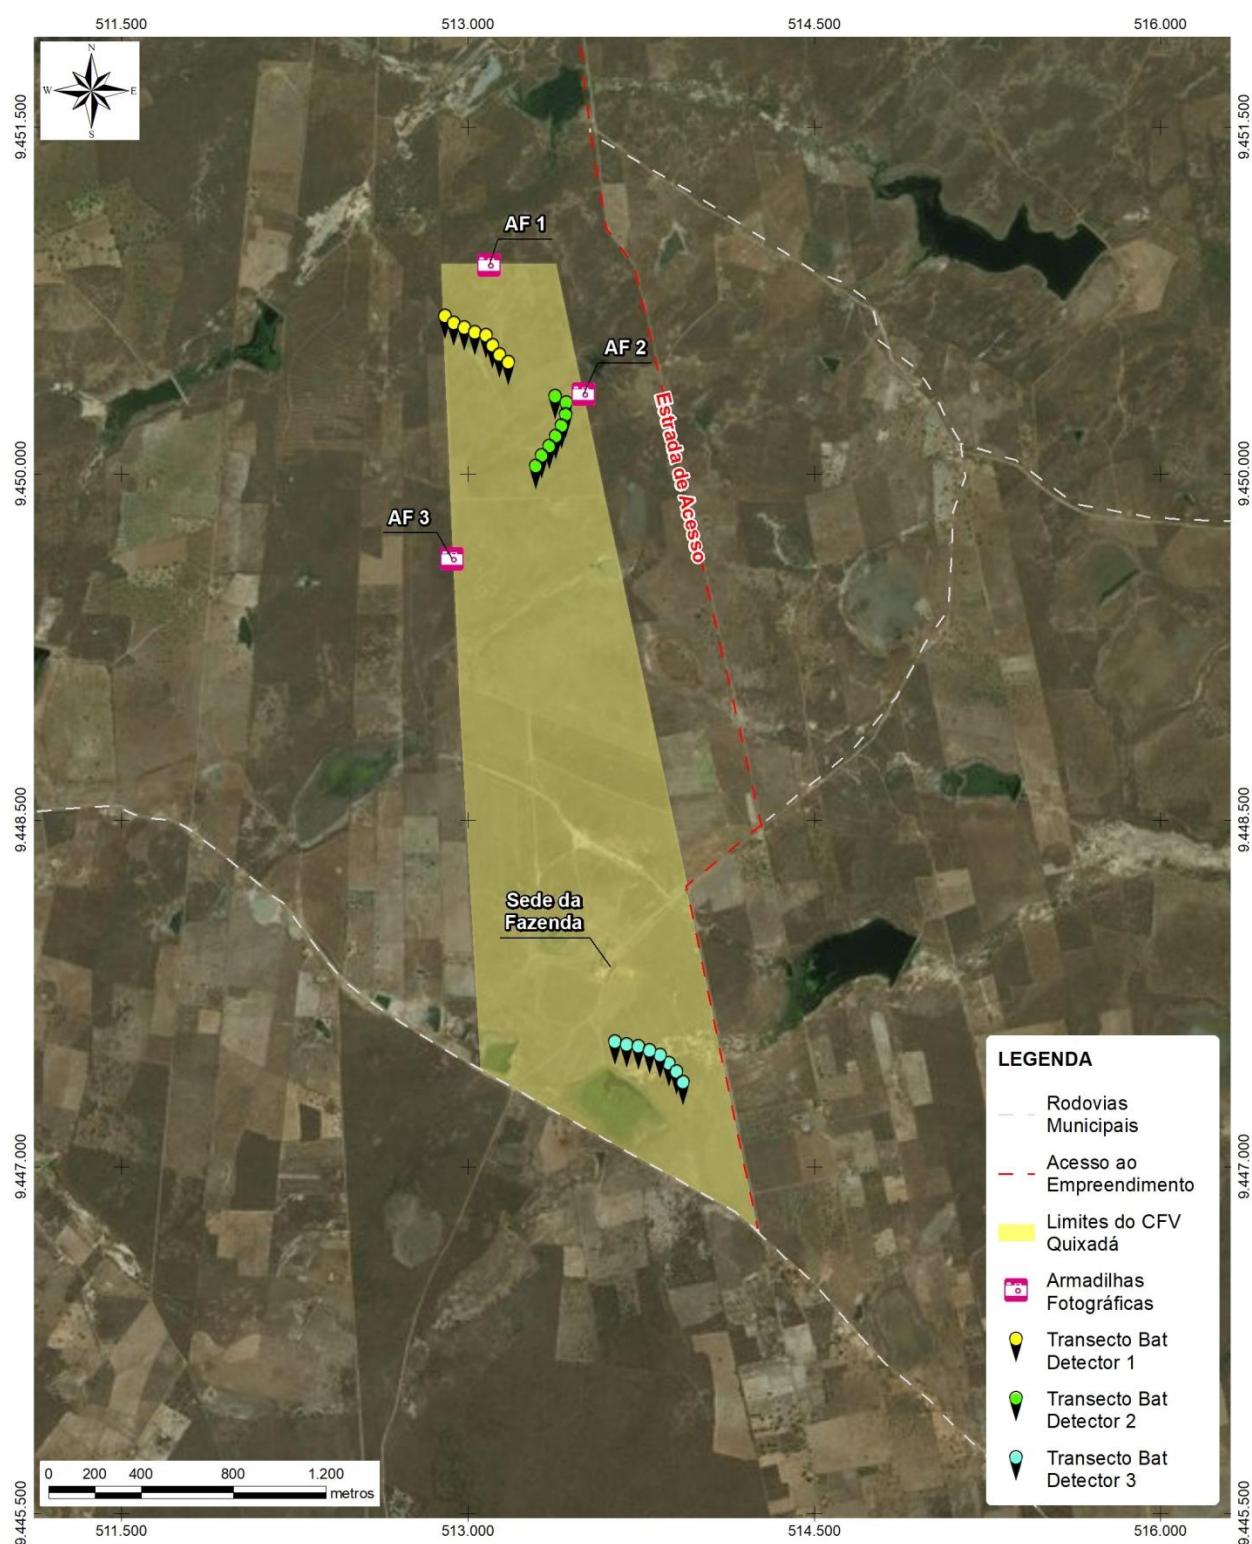 511.500 513.000 514.500 516.000
N
W E
S
9.451.500 9.451.500
AF 1
AF 2
Estrada de Acesso
9.450.000 9.450.000
AF 3
9.448.500 9.448.500
Sede da
Fazenda
LEGENDA
Rodovias
Municipais
9.447.000 9.447.000
Acesso ao
Empreendimento
Limites do CFV
Quixadá
Armadilhas
Fotográficas
Transecto Bat
Detector 1
Transecto Bat
Detector 2
Transecto Bat
Detector 3
0 200 400 800 1.200
metros
9.445.500 9.445.500
511.500 513.000 514.500 516.000